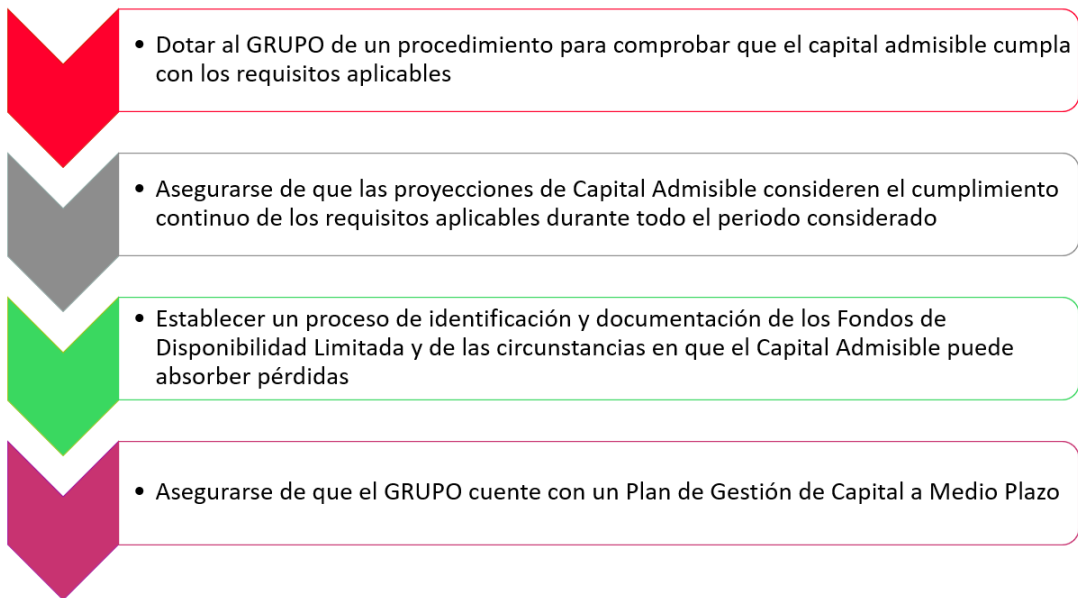 • Dotar al GRUPO de un procedimiento para comprobar que el capital admisible cumpla
con los requisitos aplicables
• Asegurarse de que las proyecciones de Capital Admisible consideren el cumplimiento
continuo de los requisitos aplicables durante todo el periodo considerado
• Establecer un proceso de identificación y documentación de los Fondos de
Disponibilidad Limitada y de las circunstancias en que el Capital Admisible puede
absorber pérdidas
• Asegurarse de que el GRUPO cuente con un Plan de Gestión de Capital a Medio Plazo